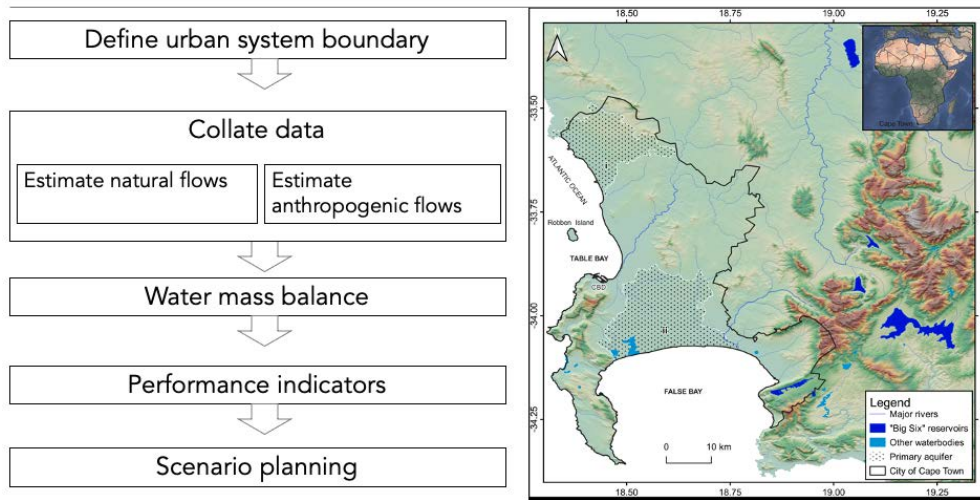 Define urban system boundary
Collate data
Estimate natural flows
Estimate
anthropogenic flows
Water mass balance
Performance indicators
Scenario planning
18.50
18.75
19.00
19.25
-33.50
-33.75
-34.00
-34.25
Cape Town
I
ATLANTIC OCEAN
Robben Island
TABLE BAY
CBD
II
FALSE BAY
0
10 km
Legend
Major rivers
"Big Six" reservoirs
Other waterbodies
Primary aquifer
City of Cape Town
18.50
18.75
19.00
19.25